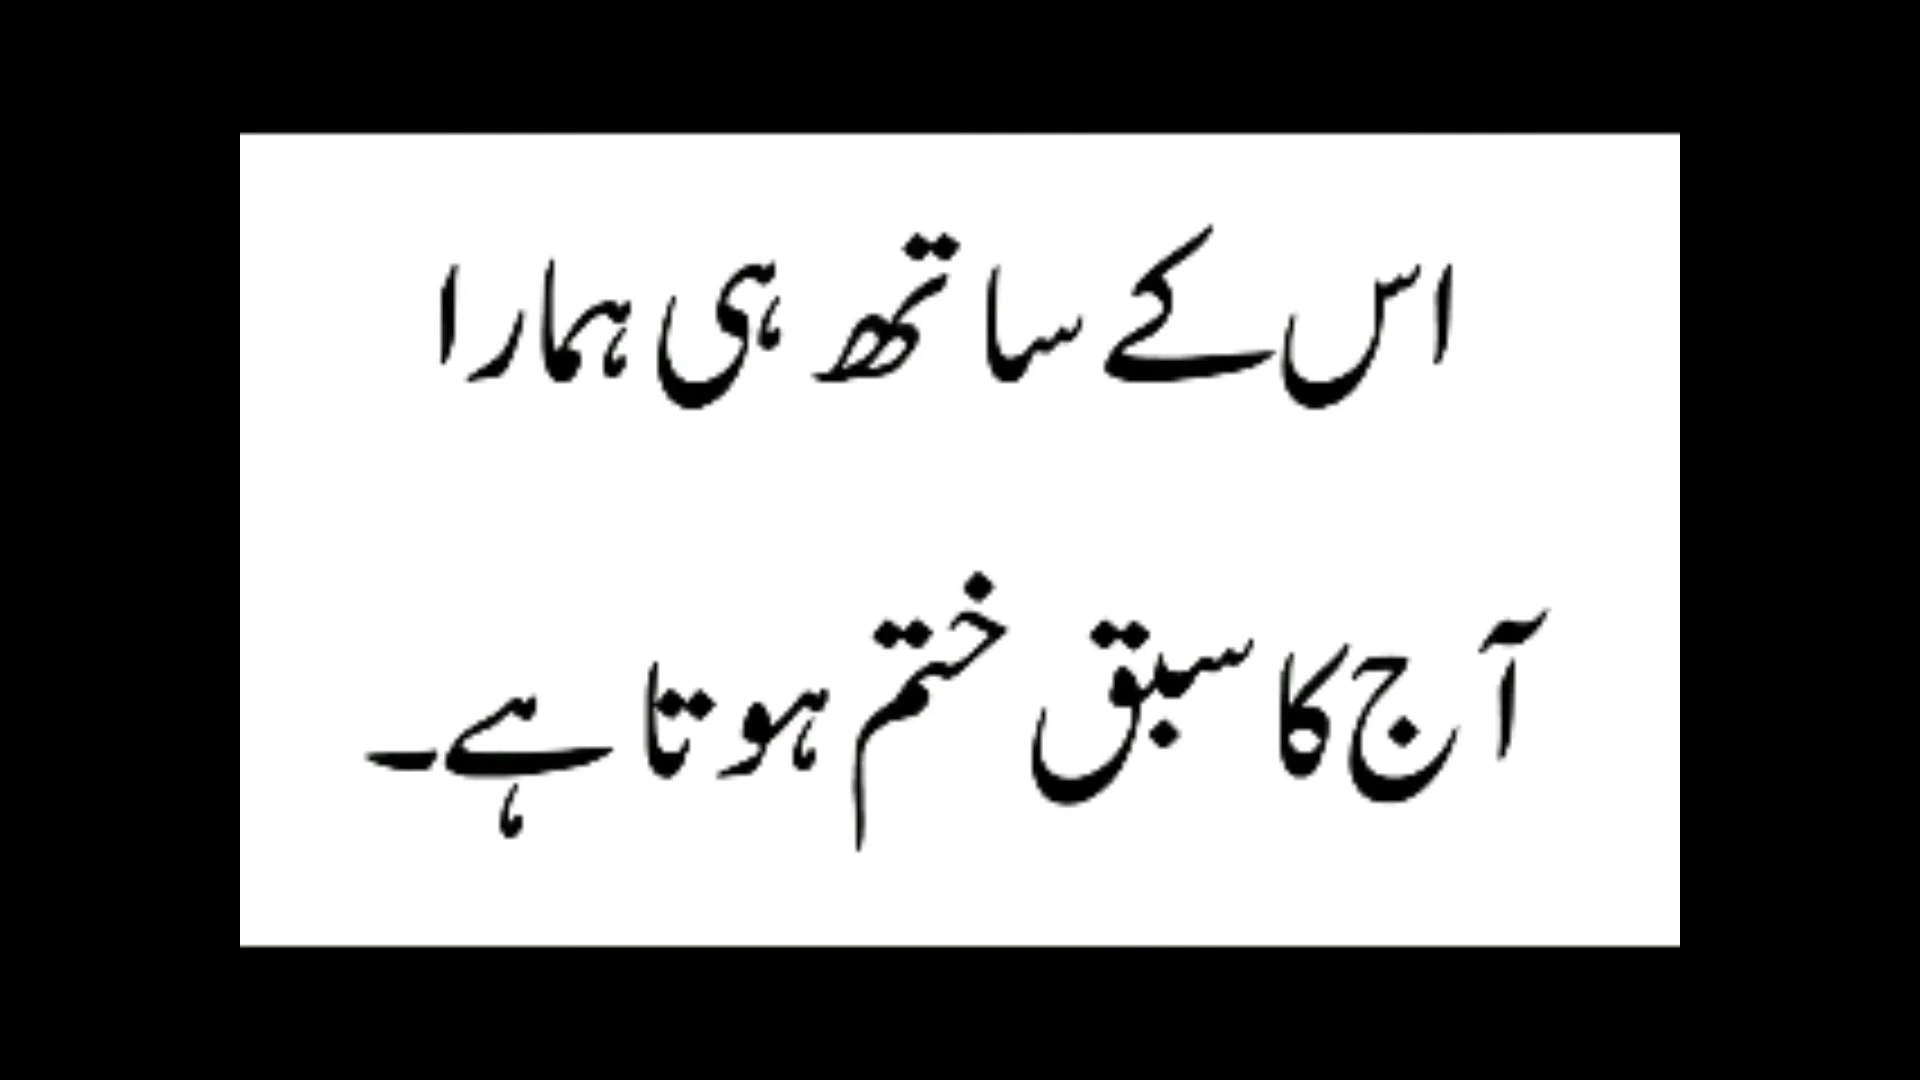 اس کے ساتھ ہی ہمارا
آج کا سبق ختم ہوتا ہے۔